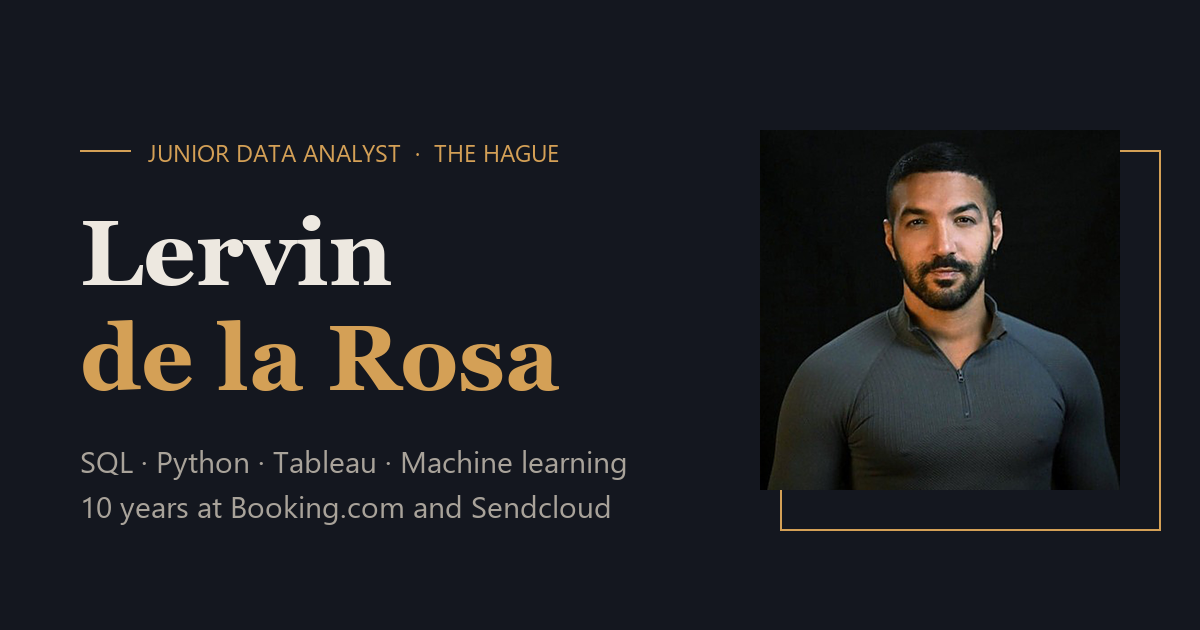 JUNIOR DATA ANALYST · THE HAGUE
Lervin
de la Rosa
SQL · Python · Tableau · Machine learning
10 years at Booking.com and Sendcloud